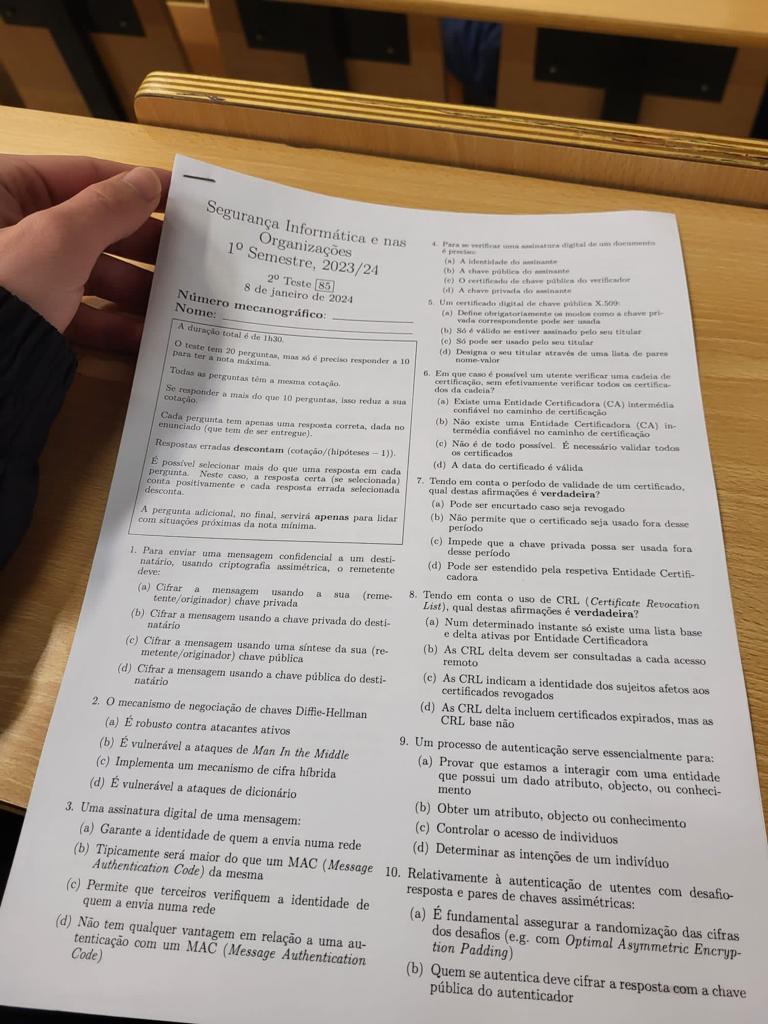 Segurança Informática e nas
Organizações
1º Semestre, 2023/24
2º Teste 85
8 de janeiro de 2024
Número mecanográfico:
Nome:
A duração total é de 1h30.
O teste tem 20 perguntas, mas só é preciso responder a 10
para ter a nota máxima.
Todas as perguntas têm a mesma cotação.
Se responder a mais do que 10 perguntas, isso reduz a sua
cotação.
Cada pergunta tem apenas uma resposta correta, dada no
enunciado (que tem de ser entregue).
Respostas erradas descontam (cotação/(hipóteses − 1)).
É possível selecionar mais do que uma resposta em cada
pergunta. Neste caso, a resposta certa (se selecionada)
conta positivamente e cada resposta errada selecionada
desconta.
A pergunta adicional, no final, servirá apenas para lidar
com situações próximas da nota mínima.
1. Para enviar uma mensagem confidencial a um desti-
natário, usando criptografia assimétrica, o remetente
deve:
(a) Cifrar a mensagem usando a sua (reme-
tente/originador) chave privada
(b) Cifrar a mensagem usando a chave privada do desti-
natário
(c) Cifrar a mensagem usando uma síntese da sua (re-
metente/originador) chave pública
(d) Cifrar a mensagem usando a chave pública do desti-
natário
2. O mecanismo de negociação de chaves Diffie-Hellman
(a) É robusto contra atacantes ativos
(b) É vulnerável a ataques de Man In the Middle
(c) Implementa um mecanismo de cifra híbrida
(d) É vulnerável a ataques de dicionário
3. Uma assinatura digital de uma mensagem:
(a) Garante a identidade de quem a envia numa rede
(b) Tipicamente será maior do que um MAC (Message
Authentication Code) da mesma
(c) Permite que terceiros verifiquem a identidade de
quem a envia numa rede
(d) Não tem qualquer vantagem em relação a uma au-
tenticação com um MAC (Message Authentication
Code)
4. Para se verificar uma assinatura digital de um documento
é preciso:
(a) A identidade do assinante
(b) A chave pública do assinante
(c) O certificado de chave pública do verificador
(d) A chave privada do assinante
5. Um certificado digital de chave pública X.509:
(a) Define obrigatoriamente os modos como a chave pri-
vada correspondente pode ser usada
(b) Só é válido se estiver assinado pelo seu titular
(c) Só pode ser usado pelo seu titular
(d) Designa o seu titular através de uma lista de pares
nome-valor
6. Em que caso é possível um utente verificar uma cadeia de
certificação, sem efetivamente verificar todos os certifica-
dos da cadeia?
(a) Existe uma Entidade Certificadora (CA) intermédia
confiável no caminho de certificação
(b) Não existe uma Entidade Certificadora (CA) in-
termédia confiável no caminho de certificação
(c) Não é de todo possível. É necessário validar todos
os certificados
(d) A data do certificado é válida
7. Tendo em conta o período de validade de um certificado,
qual destas afirmações é verdadeira?
(a) Pode ser encurtado caso seja revogado
(b) Não permite que o certificado seja usado fora desse
período
(c) Impede que a chave privada possa ser usada fora
desse período
(d) Pode ser estendido pela respetiva Entidade Certifi-
cadora
8. Tendo em conta o uso de CRL (Certificate Revocation
List), qual destas afirmações é verdadeira?
(a) Num determinado instante só existe uma lista base
e delta ativas por Entidade Certificadora
(b) As CRL delta devem ser consultadas a cada acesso
remoto
(c) As CRL indicam a identidade dos sujeitos afetos aos
certificados revogados
(d) As CRL delta incluem certificados expirados, mas as
CRL base não
9. Um processo de autenticação serve essencialmente para:
(a) Provar que estamos a interagir com uma entidade
que possui um dado atributo, objecto, ou conheci-
mento
(b) Obter um atributo, objecto ou conhecimento
(c) Controlar o acesso de individuos
(d) Determinar as intenções de um indivíduo
10. Relativamente à autenticação de utentes com desafio-
resposta e pares de chaves assimétricas:
(a) É fundamental assegurar a randomização das cifras
dos desafios (e.g. com Optimal Asymmetric Encryp-
tion Padding)
(b) Quem se autentica deve cifrar a resposta com a chave
pública do autenticador